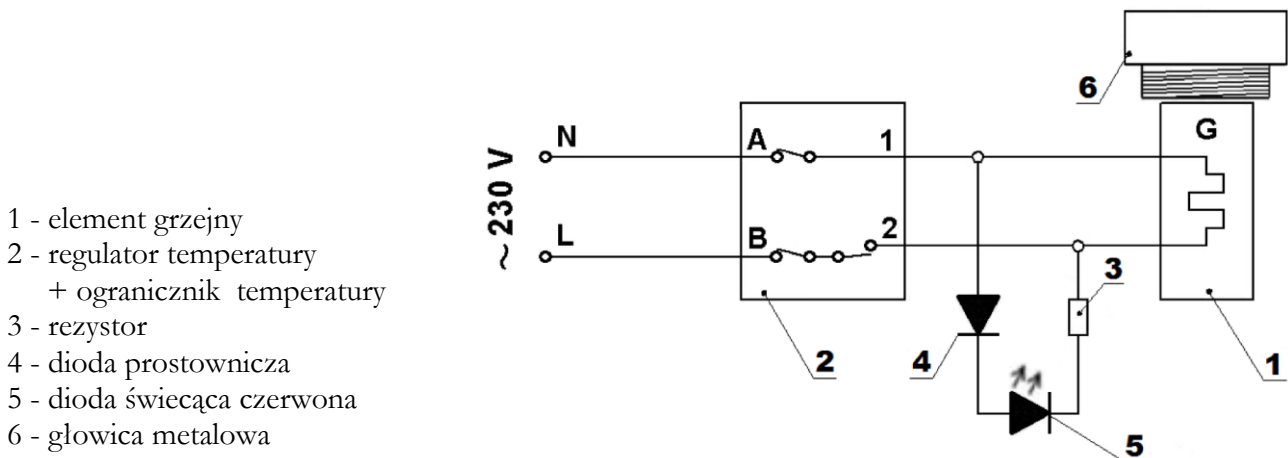 1 - element grzejny
2 - regulator temperatury
+ ogranicznik temperatury
3 - rezystor
4 - dioda prostownicza
5 - dioda świecąca czerwona
6 - głowica metalowa
~ 230 V
N
L
A
B
1
2
G
6
3
2
4
1
5